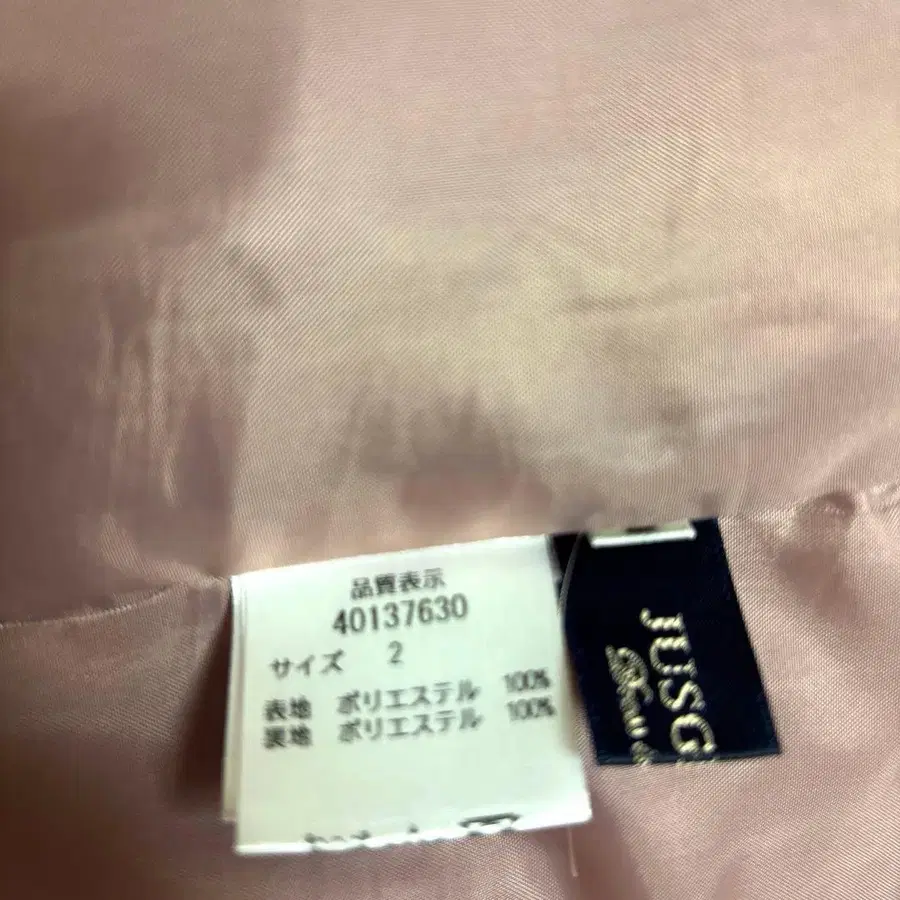 品質表示
40137630
サイズ 2
表地 ポリエステル 100%
裏地 ポリエステル 100%
JUSG